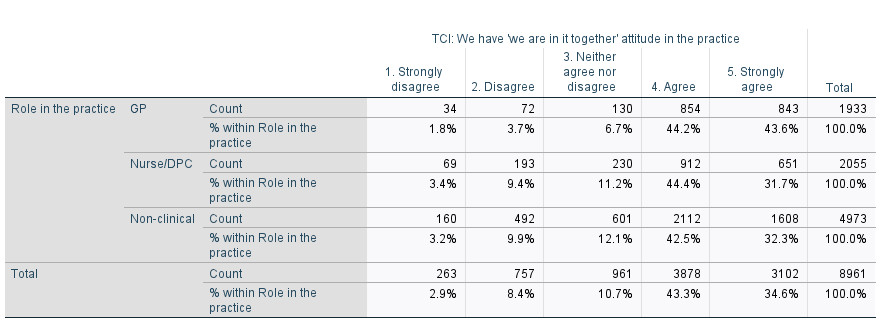 TCI: We have 'we are in it together' attitude in the practice
1. Strongly disagree 2. Disagree 3. Neither agree nor disagree 4. Agree 5. Strongly agree Total
Role in the practice GP Count 34 72 130 854 843 1933
% within Role in the practice 1.8% 3.7% 6.7% 44.2% 43.6% 100.0%
Nurse/DPC Count 69 193 230 912 651 2055
% within Role in the practice 3.4% 9.4% 11.2% 44.4% 31.7% 100.0%
Non-clinical Count 160 492 601 2112 1608 4973
% within Role in the practice 3.2% 9.9% 12.1% 42.5% 32.3% 100.0%
Total Count 263 757 961 3878 3102 8961
% within Role in the practice 2.9% 8.4% 10.7% 43.3% 34.6% 100.0%